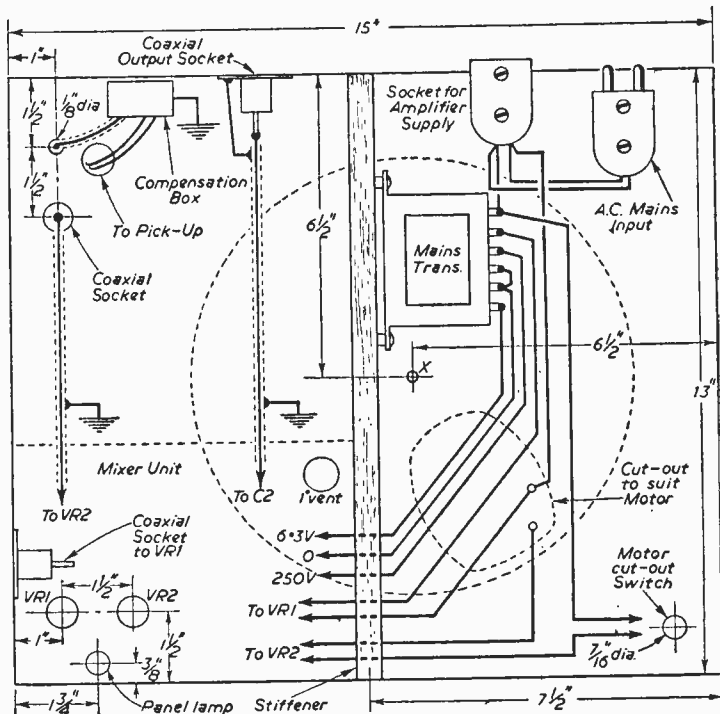 15"
1"
Coaxial
Output Socket
1½"
⅛" dia
Socket for
Amplifier
Supply
Compensation
Box
1½"
To Pick-Up
A.C. Mains
Input
6½"
Mains
Trans.
Coaxial
Socket
X
6½"
13"
Mixer Unit
To VR2
To C2
1" vent
Cut-out
to suit
Motor
Coaxial
Socket
to VR1
6·3V
0
250V
Motor
cut-out
Switch
1½"
VR1
VR2
To VR1
1"
1½"
To VR2
7/16" dia.
3/8"
1¾"
Panel lamp
Stiffener
7½"